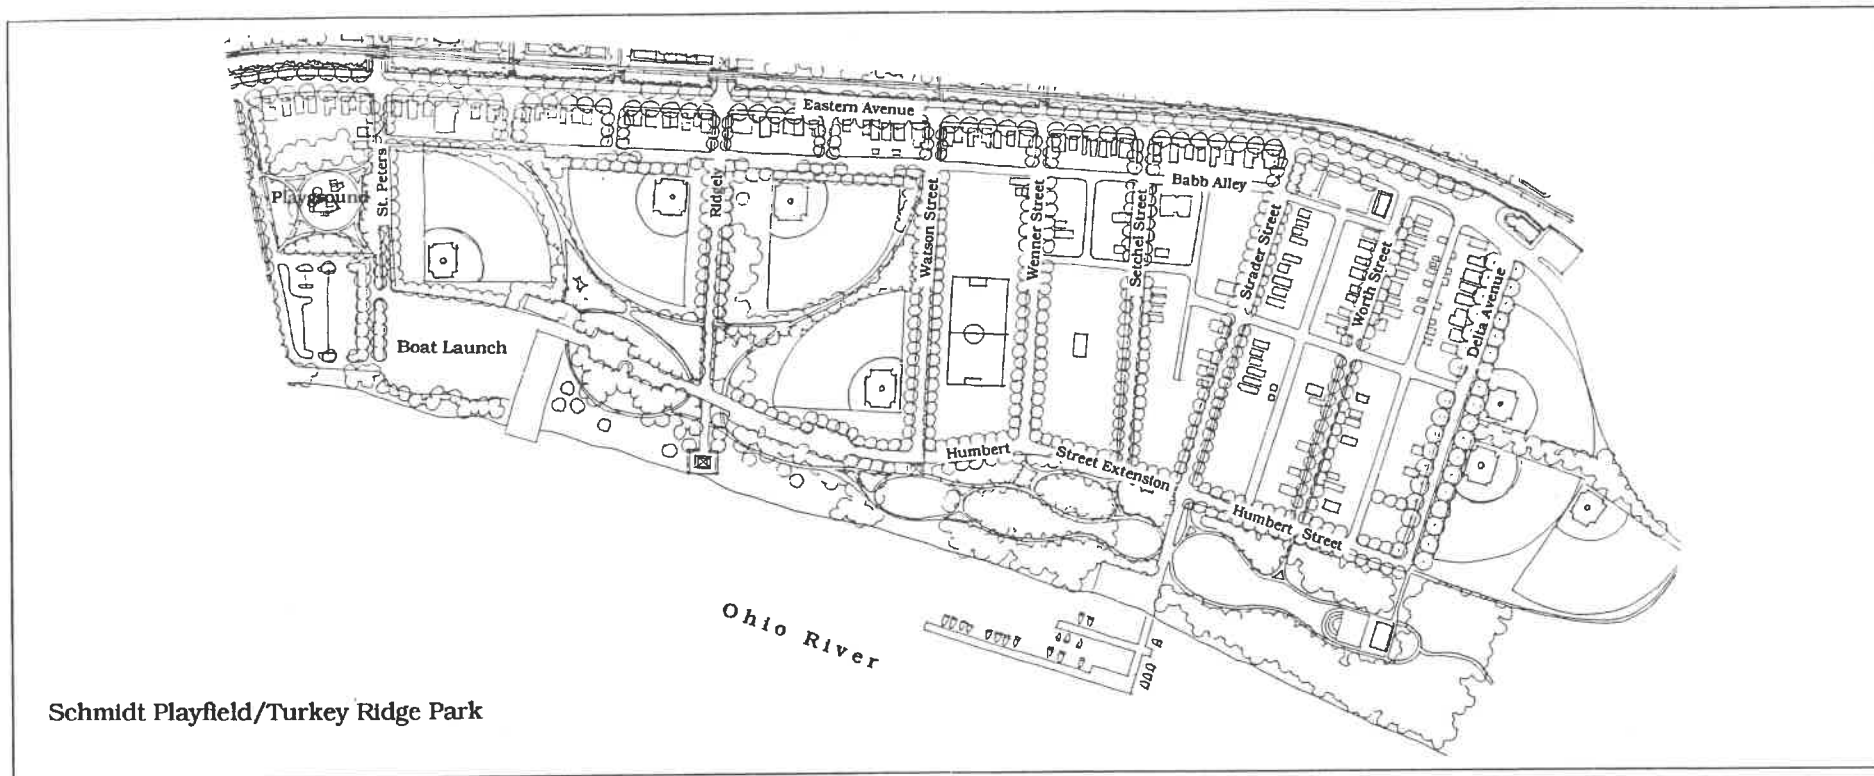 Eastern Avenue
Babb Alley
Playground
St. Peters
Ridgely
Watson Street
Wenner Street
Setchel Street
Strader Street
Worth Street
Delta Avenue
Boat Launch
Humbert
Street Extension
Humbert Street
Ohio River
Schmidt Playfield/Turkey Ridge Park